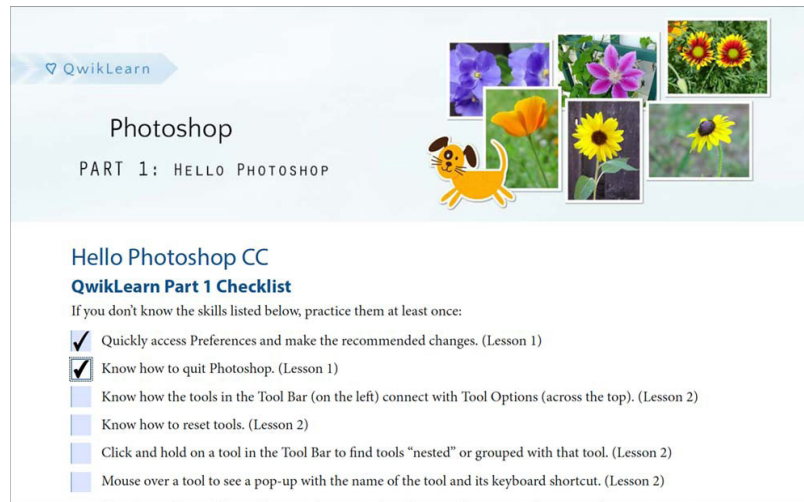 QwikLearn
Photoshop
PART 1: HELLO PHOTOSHOP
Hello Photoshop CC
QwikLearn Part 1 Checklist
If you don’t know the skills listed below, practice them at least once:
Quickly access Preferences and make the recommended changes. (Lesson 1)
Know how to quit Photoshop. (Lesson 1)
Know how the tools in the Tool Bar (on the left) connect with Tool Options (across the top). (Lesson 2)
Know how to reset tools. (Lesson 2)
Click and hold on a tool in the Tool Bar to find tools “nested” or grouped with that tool. (Lesson 2)
Mouse over a tool to see a pop-up with the name of the tool and its keyboard shortcut. (Lesson 2)